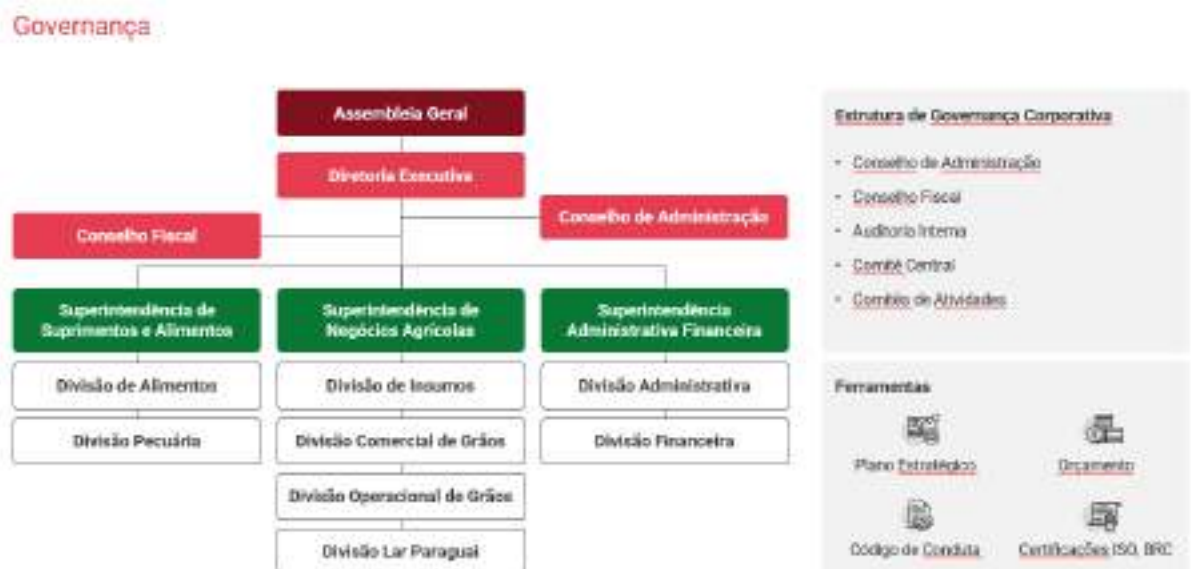 Governança
Assembleia Geral
Diretoria Executiva
Conselho de Administração
Conselho Fiscal
Superintendência de
Suprimentos e Alimentos
Superintendência de
Negócios Agrícolas
Superintendência
Administrativa Financeira
Divisão de Alimentos
Divisão de Insumos
Divisão Administrativa
Divisão Pecuária
Divisão Comercial de Grãos
Divisão Financeira
Divisão Operacional de Grãos
Divisão Lar Paraguai
Estrutura de Governança Corporativa
- Conselho de Administração
- Conselho Fiscal
- Auditoria Interna
- Comitê Central
- Comitês de Atividades
Ferramentas
Plano Estratégico
Orçamento
Código de Conduta
Certificações ISO, BRC